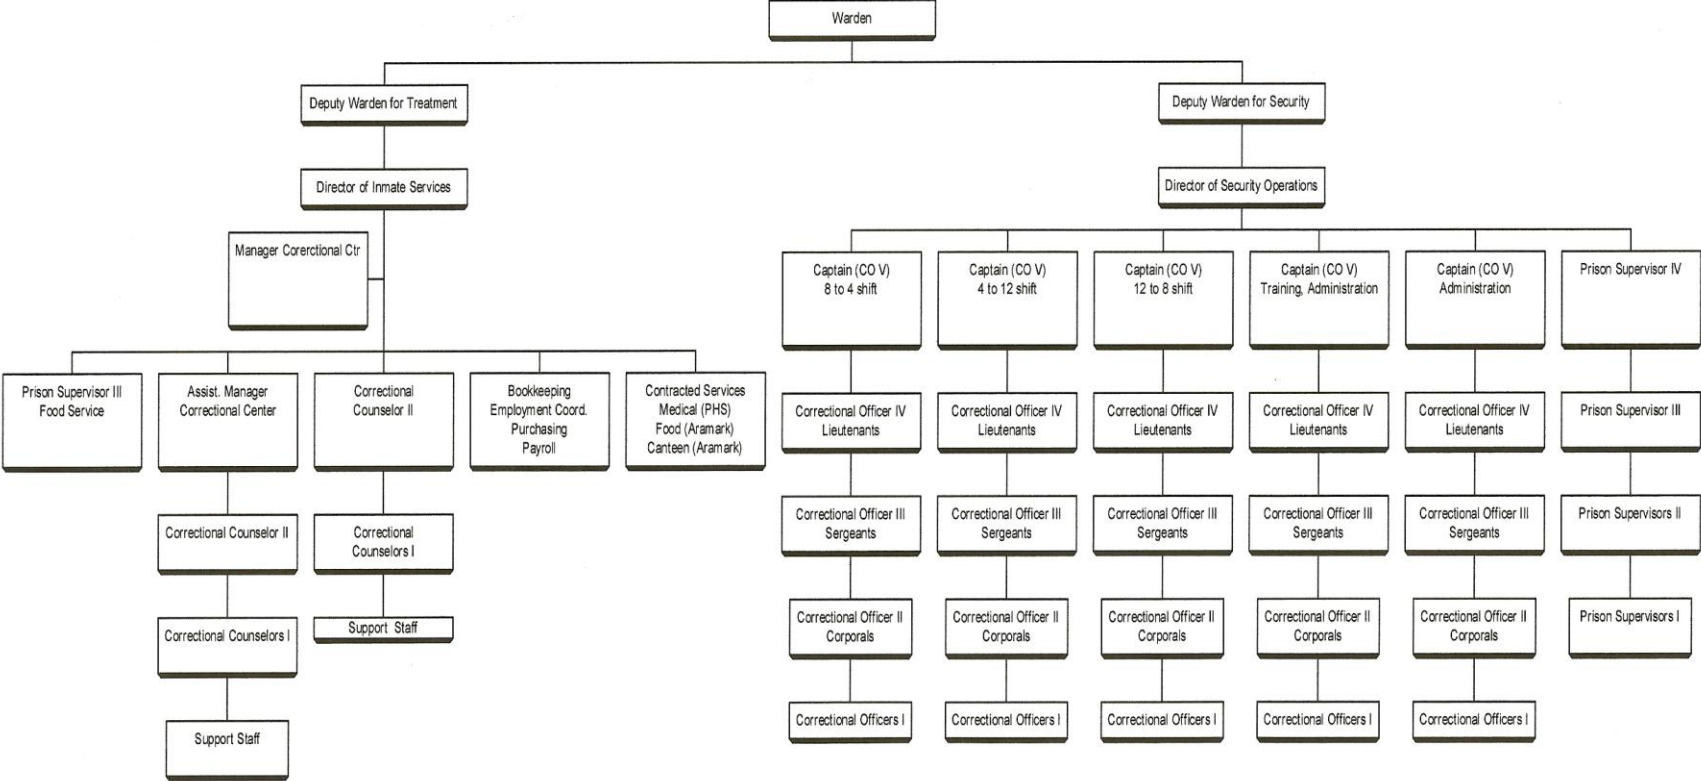 Warden
Deputy Warden for Treatment
Deputy Warden for Security
Director of Inmate Services
Director of Security Operations
Manager Corerctional Ctr
Captain (CO V)
8 to 4 shift
Captain (CO V)
4 to 12 shift
Captain (CO V)
12 to 8 shift
Captain (CO V)
Training, Administration
Captain (CO V)
Administration
Prison Supervisor IV
Prison Supervisor III
Food Service
Assist. Manager
Correctional Center
Correctional
Counselor II
Bookkeeping
Employment Coord.
Purchasing
Payroll
Contracted Services
Medical (PHS)
Food (Aramark)
Canteen (Aramark)
Correctional Officer IV
Lieutenants
Correctional Officer IV
Lieutenants
Correctional Officer IV
Lieutenants
Correctional Officer IV
Lieutenants
Correctional Officer IV
Lieutenants
Prison Supervisor III
Correctional Counselor II
Correctional
Counselors I
Correctional Officer III
Sergeants
Correctional Officer III
Sergeants
Correctional Officer III
Sergeants
Correctional Officer III
Sergeants
Correctional Officer III
Sergeants
Prison Supervisors II
Correctional Counselors I
Support Staff
Correctional Officer II
Corporals
Correctional Officer II
Corporals
Correctional Officer II
Corporals
Correctional Officer II
Corporals
Correctional Officer II
Corporals
Prison Supervisors I
Support Staff
Correctional Officers I
Correctional Officers I
Correctional Officers I
Correctional Officers I
Correctional Officers I